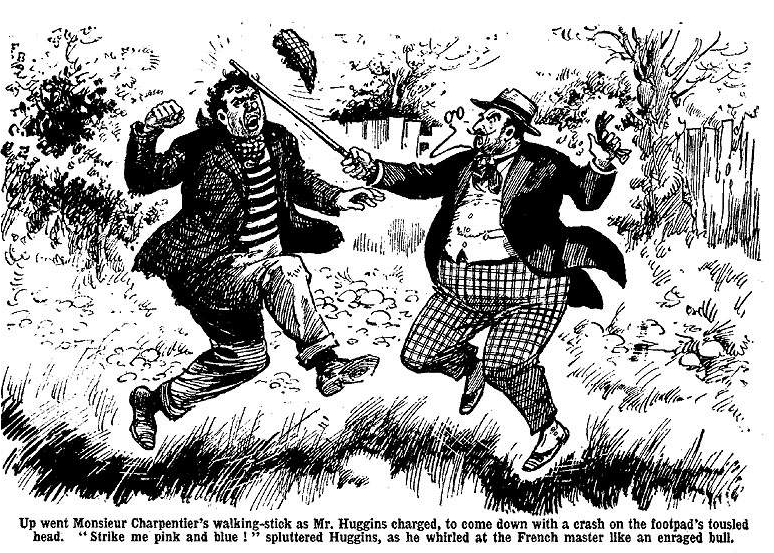 Up went Monsieur Charpentier's walking-stick as Mr. Huggins charged, to come down with a crash on the footpad's tousled
head. "Strike me pink and blue!" spluttered Huggins, as he whirled at the French master like an enraged bull.